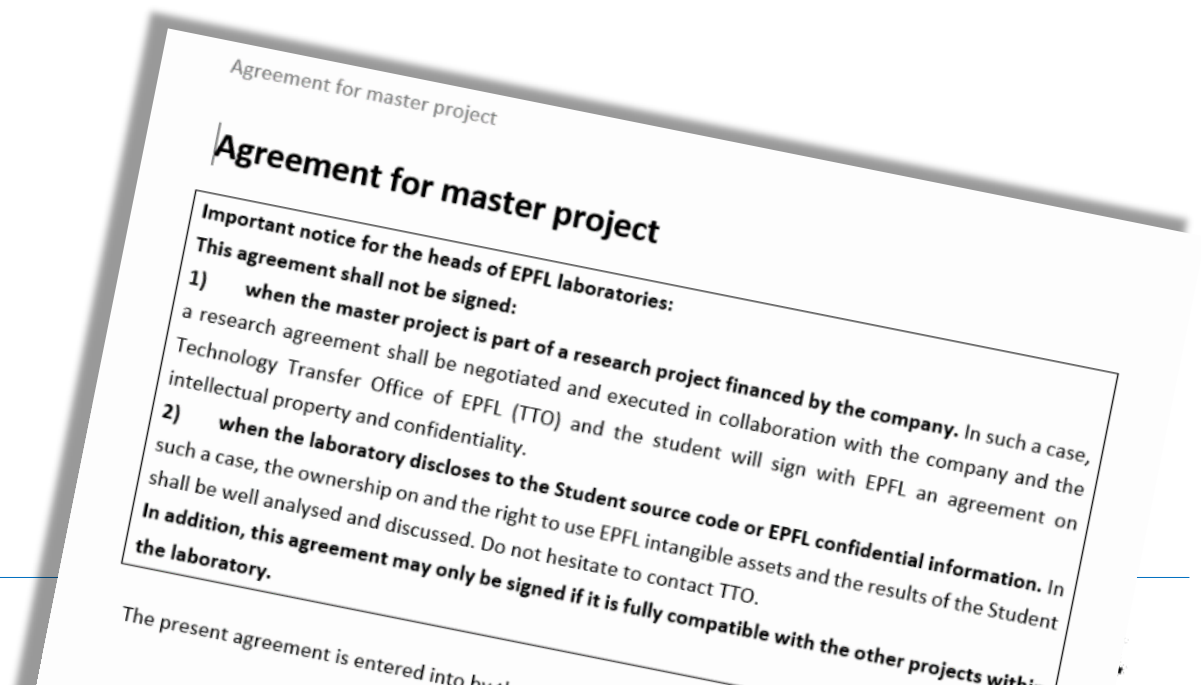 Agreement for master project
Agreement for master project
Important notice for the heads of EPFL laboratories:
This agreement shall not be signed:
1) when the master project is part of a research project financed by the company. In such a case,
a research agreement shall be negotiated and executed in collaboration with the company and the
Technology Transfer Office of EPFL (TTO) and the student will sign with EPFL an agreement on
intellectual property and confidentiality.
2) when the laboratory discloses to the Student source code or EPFL confidential information. In
such a case, the ownership on and the right to use EPFL intangible assets and the results of the Student
shall be well analysed and discussed. Do not hesitate to contact TTO.
In addition, this agreement may only be signed if it is fully compatible with the other projects within
the laboratory.
The present agreement is entered into by